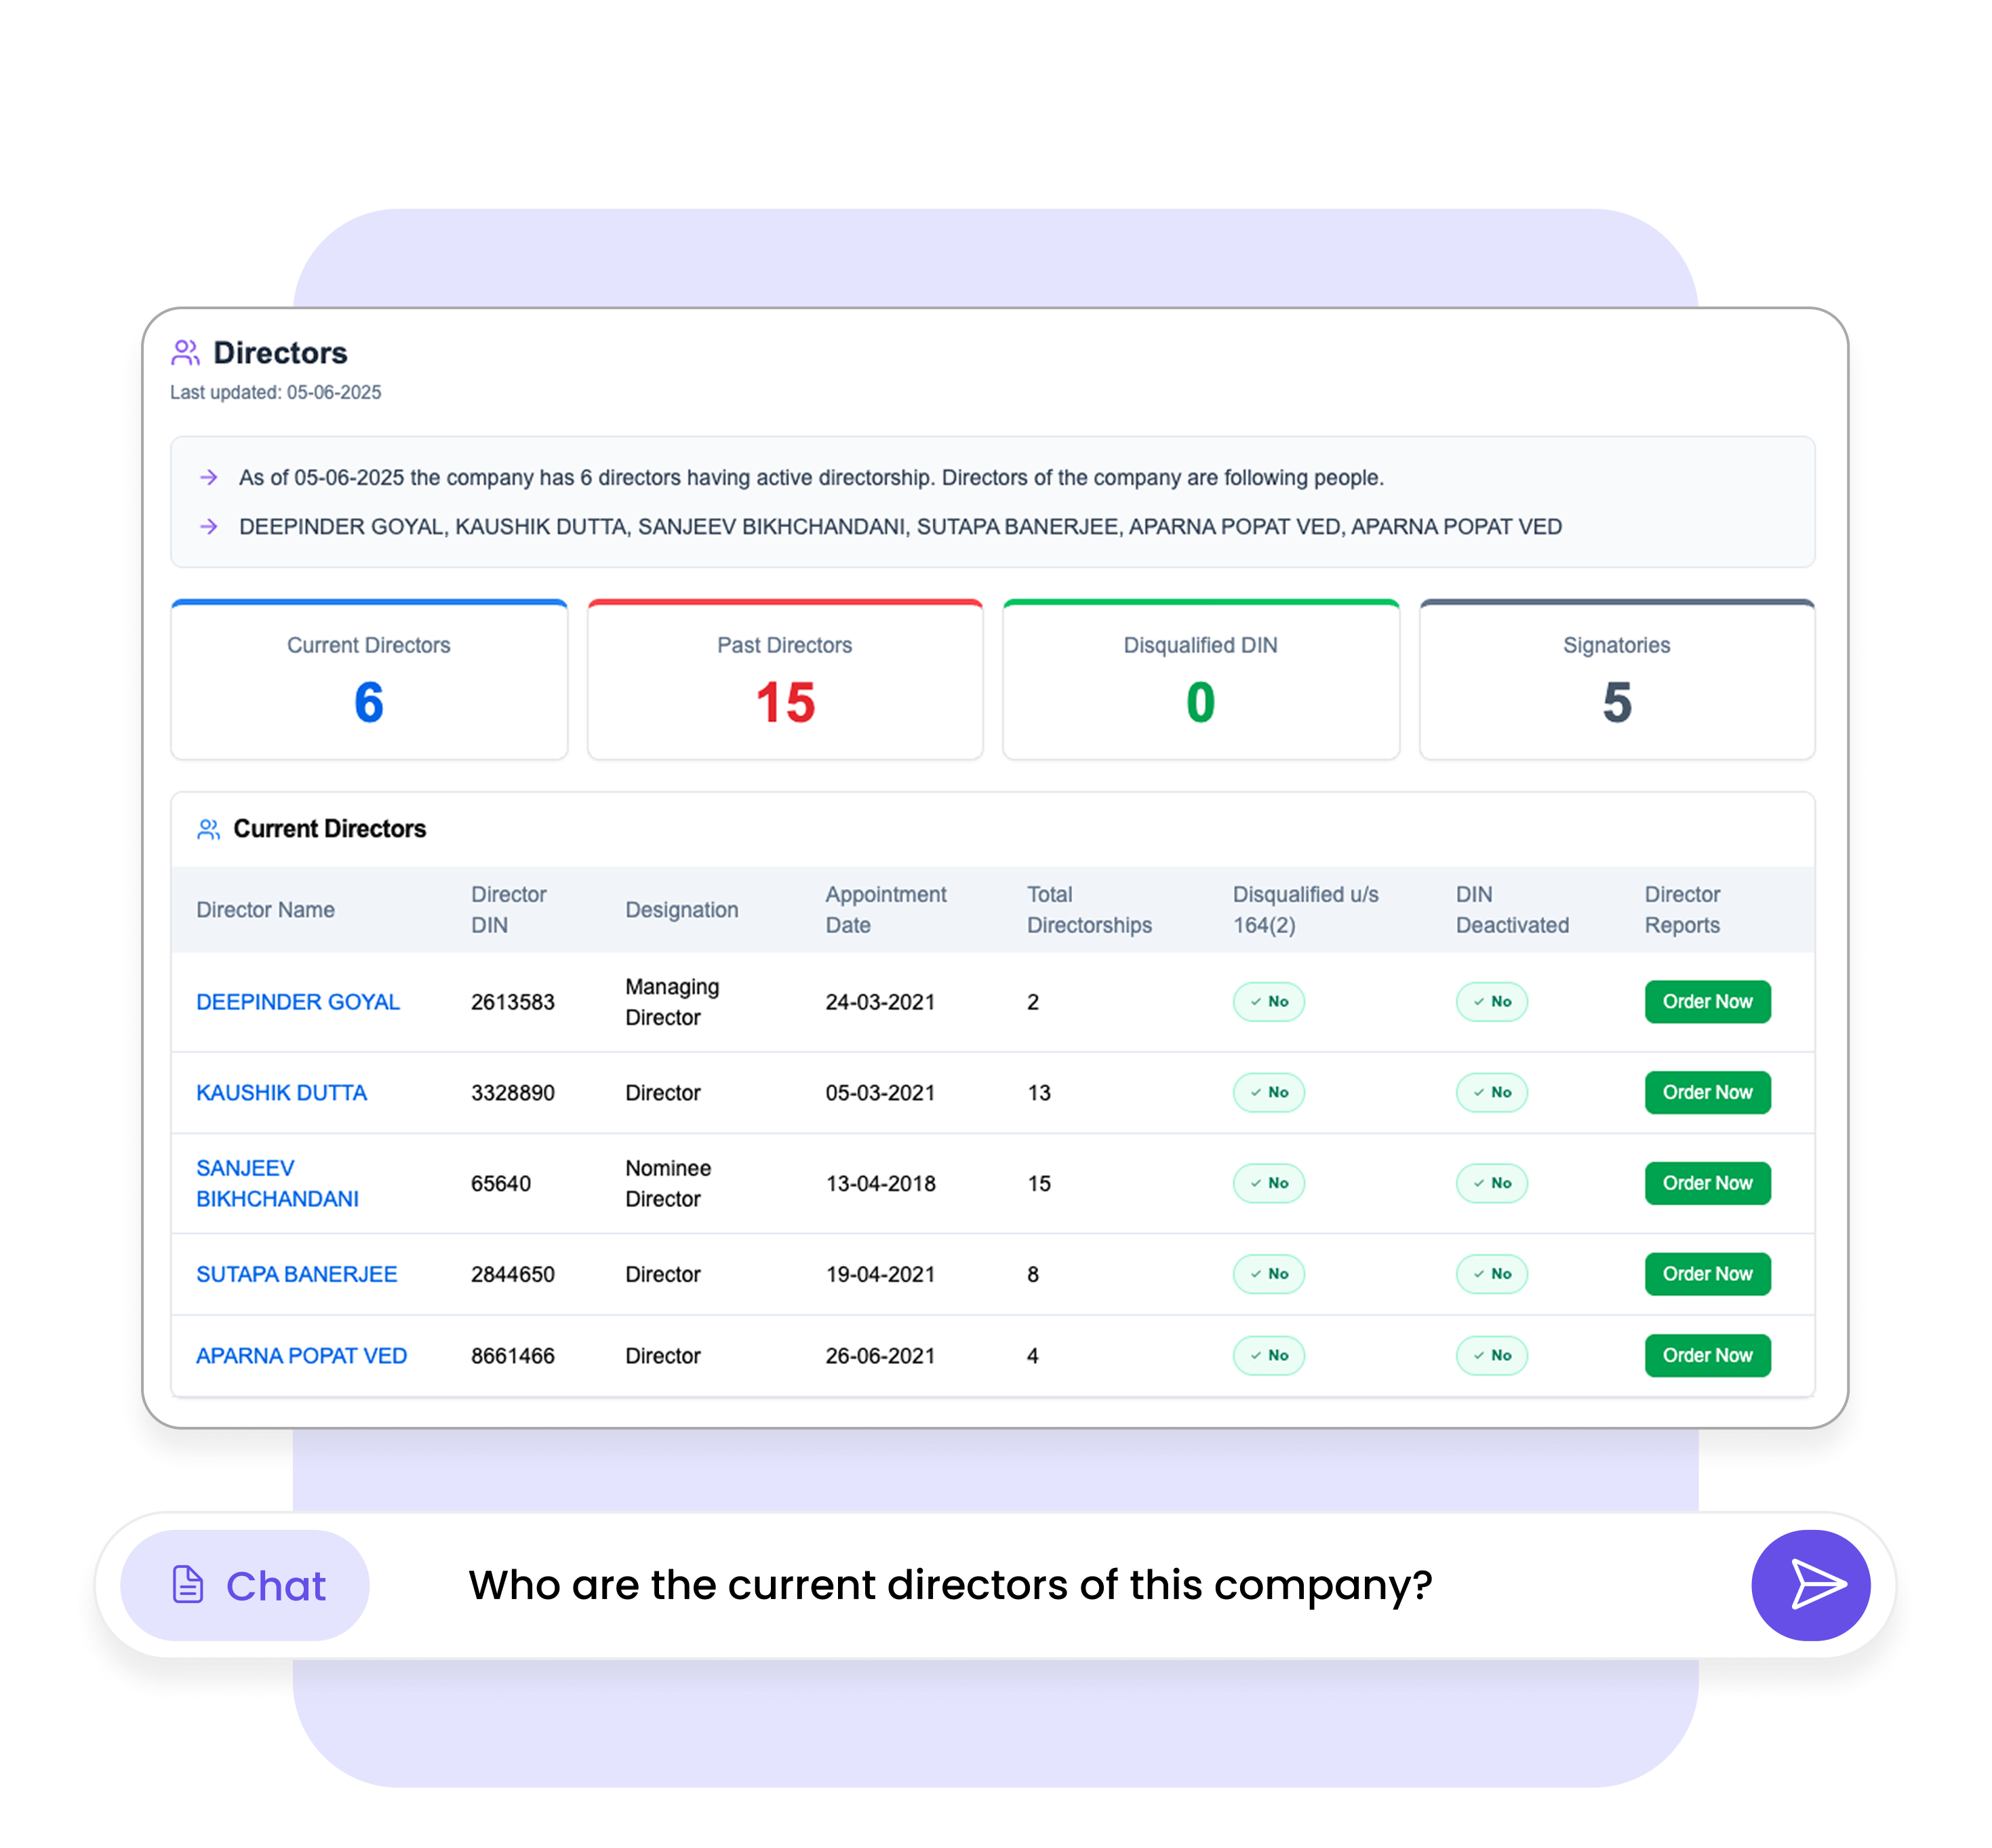 Directors
Last updated: 05-06-2025
As of 05-06-2025 the company has 6 directors having active directorship. Directors of the company are following people.
DEEPINDER GOYAL, KAUSHIK DUTTA, SANJEEV BIKHCHANDANI, SUTAPA BANERJEE, APARNA POPAT VED, APARNA POPAT VED
Current Directors
6
Past Directors
15
Disqualified DIN
0
Signatories
5
Current Directors
Director Name
Director
DIN
Designation
Appointment
Date
Total
Directorships
Disqualified u/s
164(2)
DIN
Deactivated
Director
Reports
DEEPINDER GOYAL
2613583
Managing
Director
24-03-2021
2
No
No
Order Now
KAUSHIK DUTTA
3328890
Director
05-03-2021
13
No
No
Order Now
SANJEEV
BIKHCHANDANI
65640
Nominee
Director
13-04-2018
15
No
No
Order Now
SUTAPA BANERJEE
2844650
Director
19-04-2021
8
No
No
Order Now
APARNA POPAT VED
8661466
Director
26-06-2021
4
No
No
Order Now
Chat
Who are the current directors of this company?